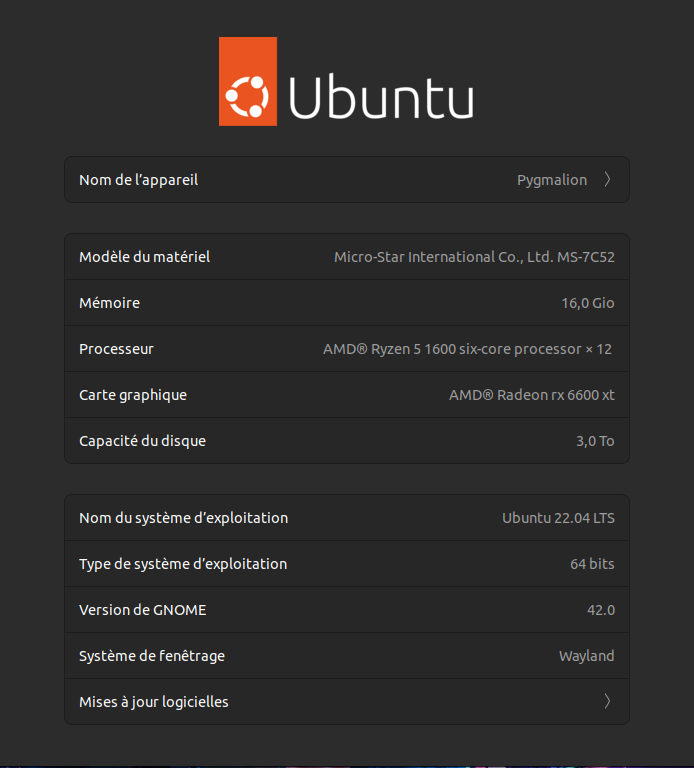 Ubuntu
Nom de l’appareil Pygmalion
Modèle du matériel Micro-Star International Co., Ltd. MS-7C52
Mémoire 16,0 Gio
Processeur AMD® Ryzen 5 1600 six-core processor × 12
Carte graphique AMD® Radeon rx 6600 xt
Capacité du disque 3,0 To
Nom du système d’exploitation Ubuntu 22.04 LTS
Type de système d’exploitation 64 bits
Version de GNOME 42.0
Système de fenêtrage Wayland
Mises à jour logicielles